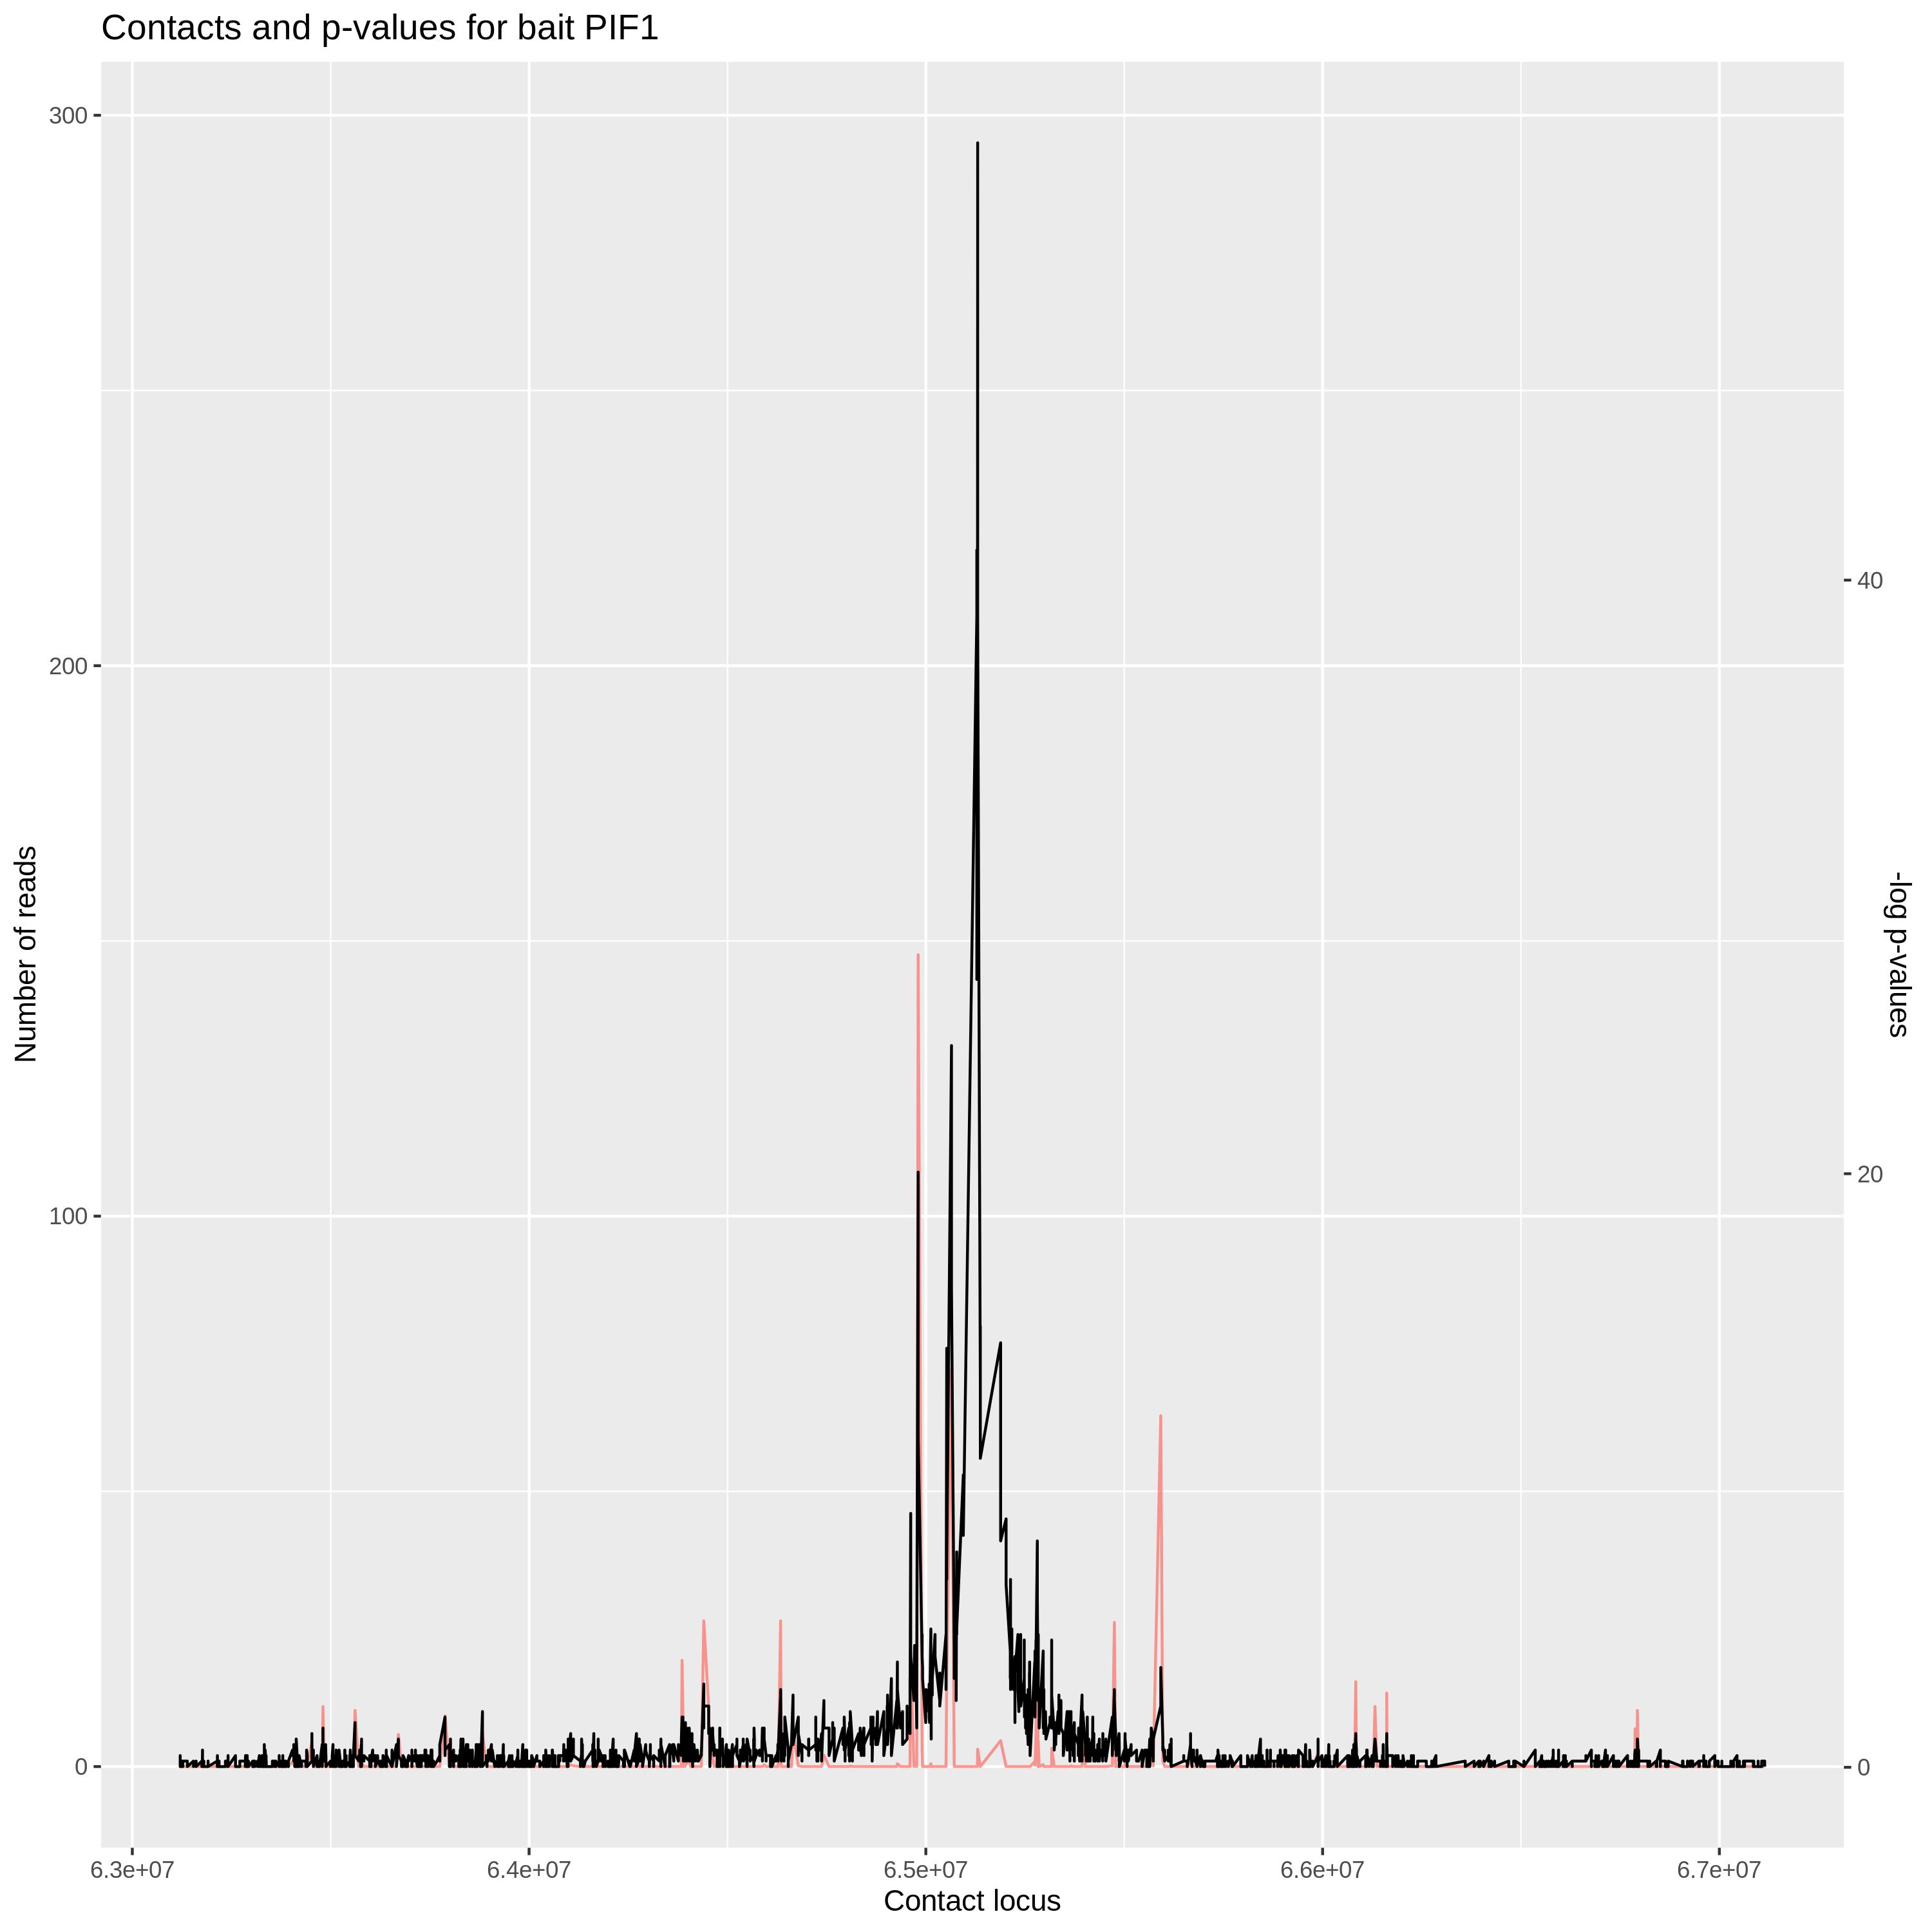 Contacts and p-values for bait PIF1
300
200
100
0
Number of reads
40
20
0
-log p-values
6.3e+07
6.4e+07
6.5e+07
6.6e+07
6.7e+07
Contact locus